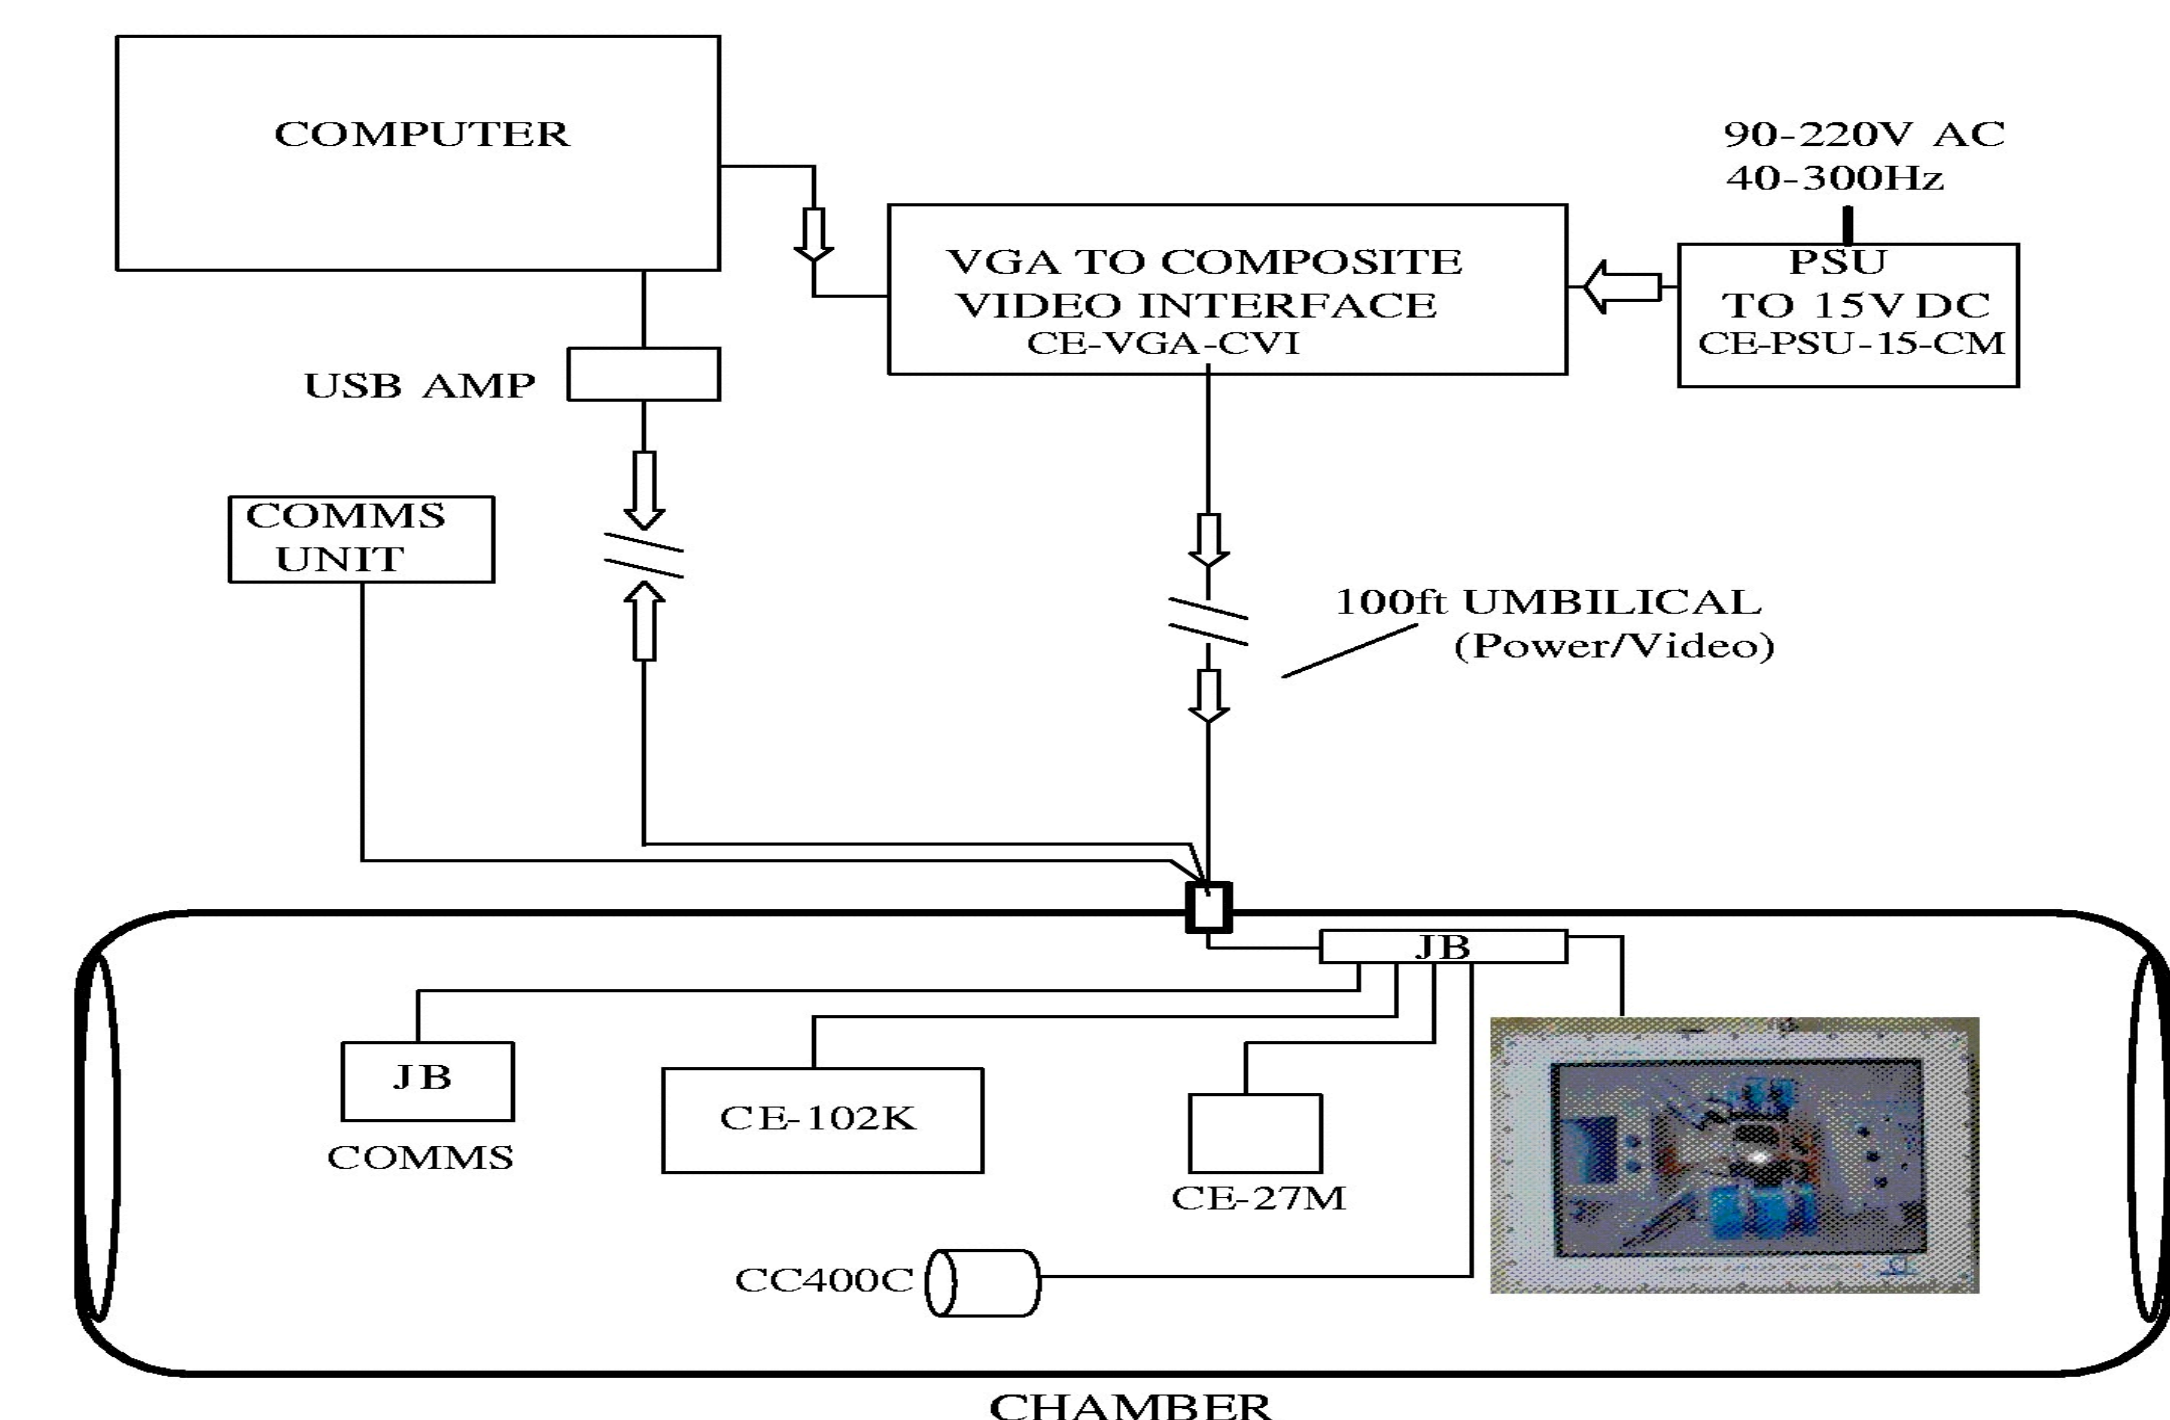 COMPUTER
90-220V AC
40-300Hz
VGA TO COMPOSITE
VIDEO INTERFACE
CE-VGA-CVI
PSU
TO 15V DC
CE-PSU-15-CM
USB AMP
COMMS
UNIT
100ft UMBILICAL
(Power/Video)
JB
JB
COMMS
CE-102K
CE-27M
CC400C
CHAMBER